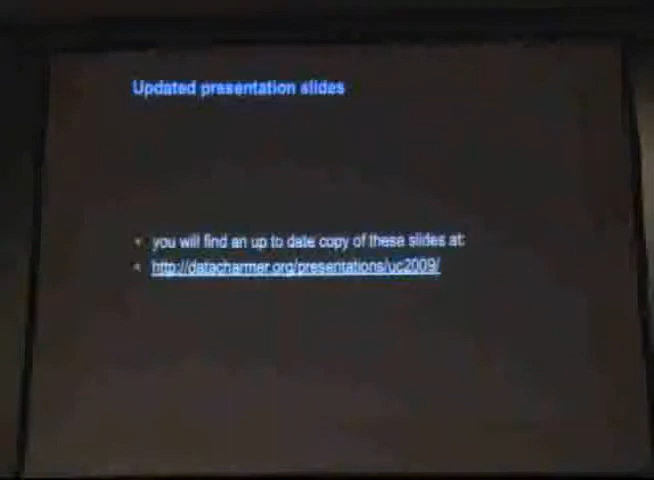 Updated presentation slides
you will find an up to date copy of these slides at:
http://datacharmer.org/presentations/uc2009/